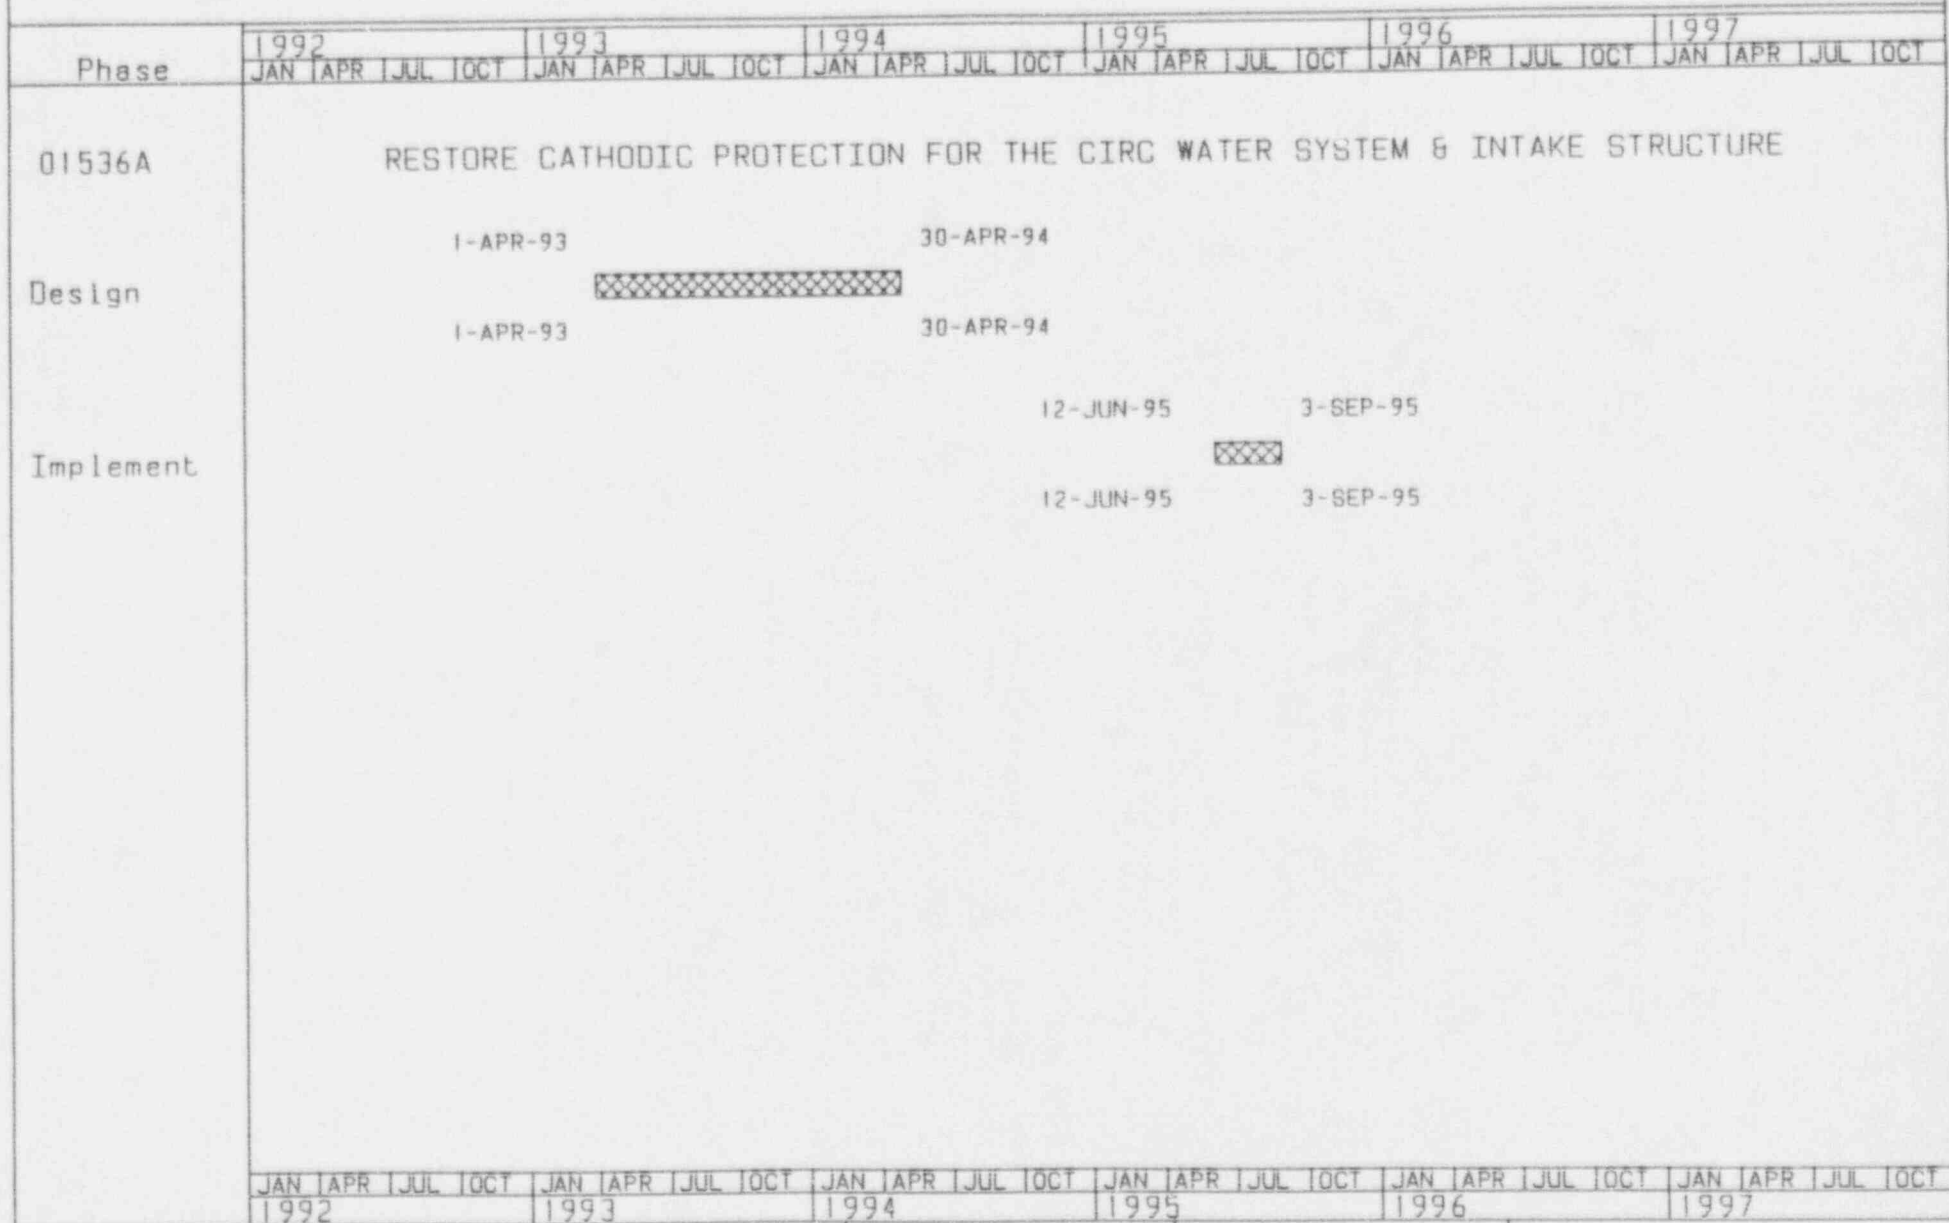 1992 1993 1994 1995 1996 1997
Phase JAN APR JUL OCT JAN APR JUL OCT JAN APR JUL OCT JAN APR JUL OCT JAN APR JUL OCT JAN APR JUL OCT
01536A RESTORE CATHODIC PROTECTION FOR THE CIRC WATER SYSTEM & INTAKE STRUCTURE
1-APR-93 30-APR-94
Design
1-APR-93 30-APR-94
12-JUN-95 3-SEP-95
Implement
12-JUN-95 3-SEP-95
JAN APR JUL OCT JAN APR JUL OCT JAN APR JUL OCT JAN APR JUL OCT JAN APR JUL OCT JAN APR JUL OCT
1992 1993 1994 1995 1996 1997